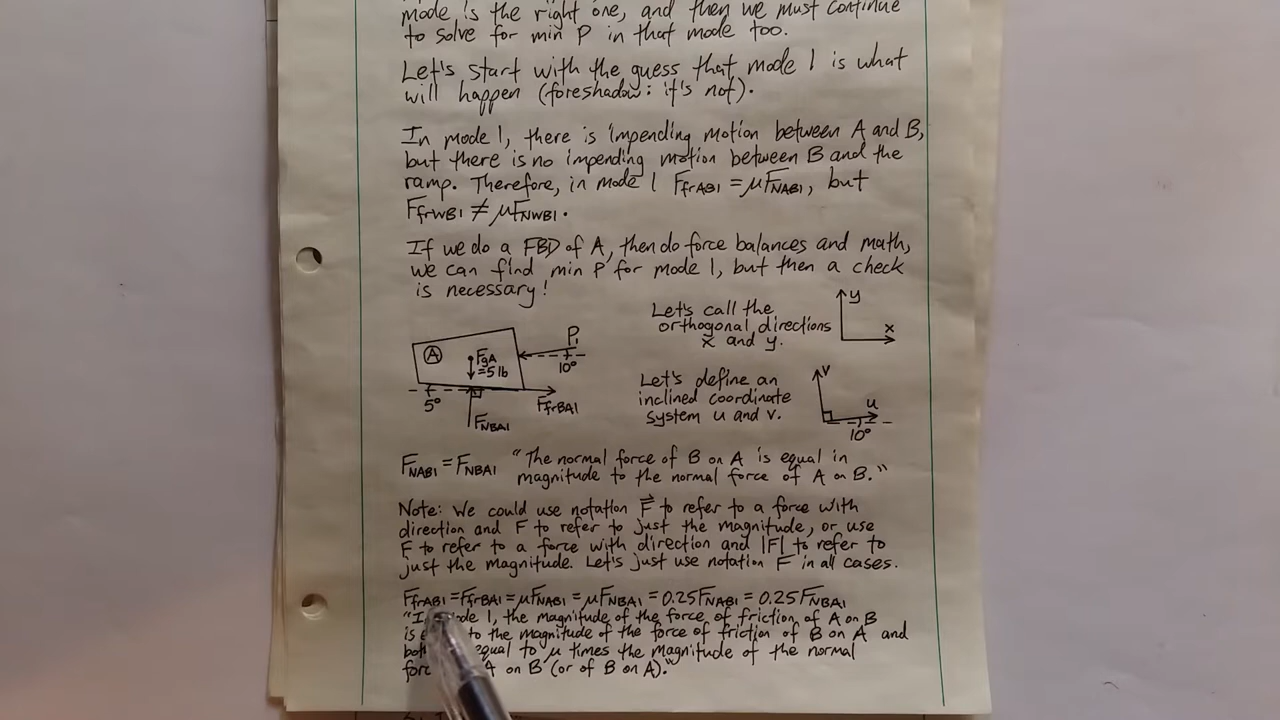 mode is the right one, and then we must continue
to solve for min P in that mode too.
Let's start with the guess that mode 1 is what
will happen (foreshadow: it's not).
In mode 1, there is impending motion between A and B,
but there is no impending motion between B and the
ramp. Therefore, in mode 1 FfrAB1 = μFNAB1, but
FfrWB1 ≠ μFNWB1.
If we do a FBD of A, then do force balances and math,
we can find min P for mode 1, but then a check
is necessary!
Let's call the
orthogonal directions
x and y.
y
x
A
FgA
=5 lb
P1
10°
5°
FfrBA1
FNBA1
Let's define an
inclined coordinate
system u and v.
v
u
10°
FNAB1 = FNBA1 "The normal force of B on A is equal in
magnitude to the normal force of A on B."
Note: We could use notation F⃗ to refer to a force with
direction and F to refer to just the magnitude, or use
F to refer to a force with direction and |F| to refer to
just the magnitude. Let's just use notation F in all cases.
FfrAB1 = FfrBA1 = μFNAB1 = μFNBA1 = 0.25FNAB1 = 0.25FNBA1
1, the magnitude of the force of friction of A on B
is to the magnitude of the force of friction of B on A and
equal to μ times the magnitude of the normal
A on B (or of B on A)."